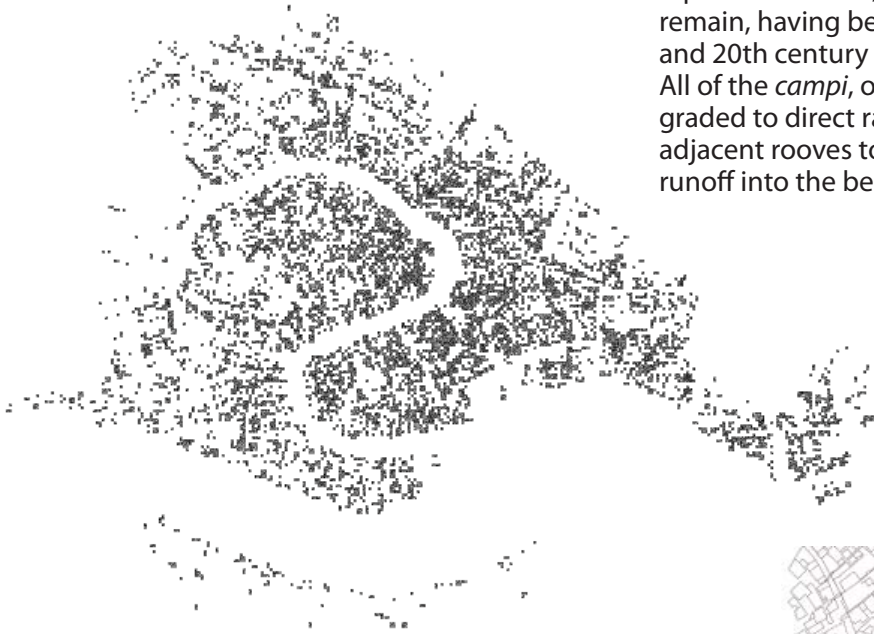 remain, having be
and 20th century
All of the campi, o
graded to direct ra
adjacent rooves to
runoff into the be